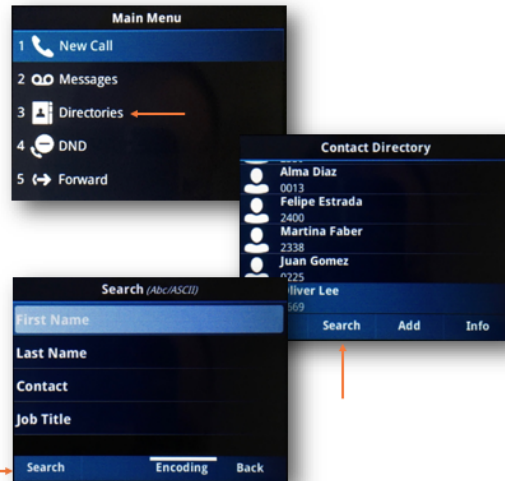 Main Menu
1 New Call
2 Messages
3 Directories
4 DND
5 Forward
Contact Directory
Alma Diaz
0013
Felipe Estrada
2400
Martina Faber
2338
Juan Gomez
0225
Oliver Lee
Search Add Info
Search (Abc/ASCII)
First Name
Last Name
Contact
Job Title
Search Encoding Back